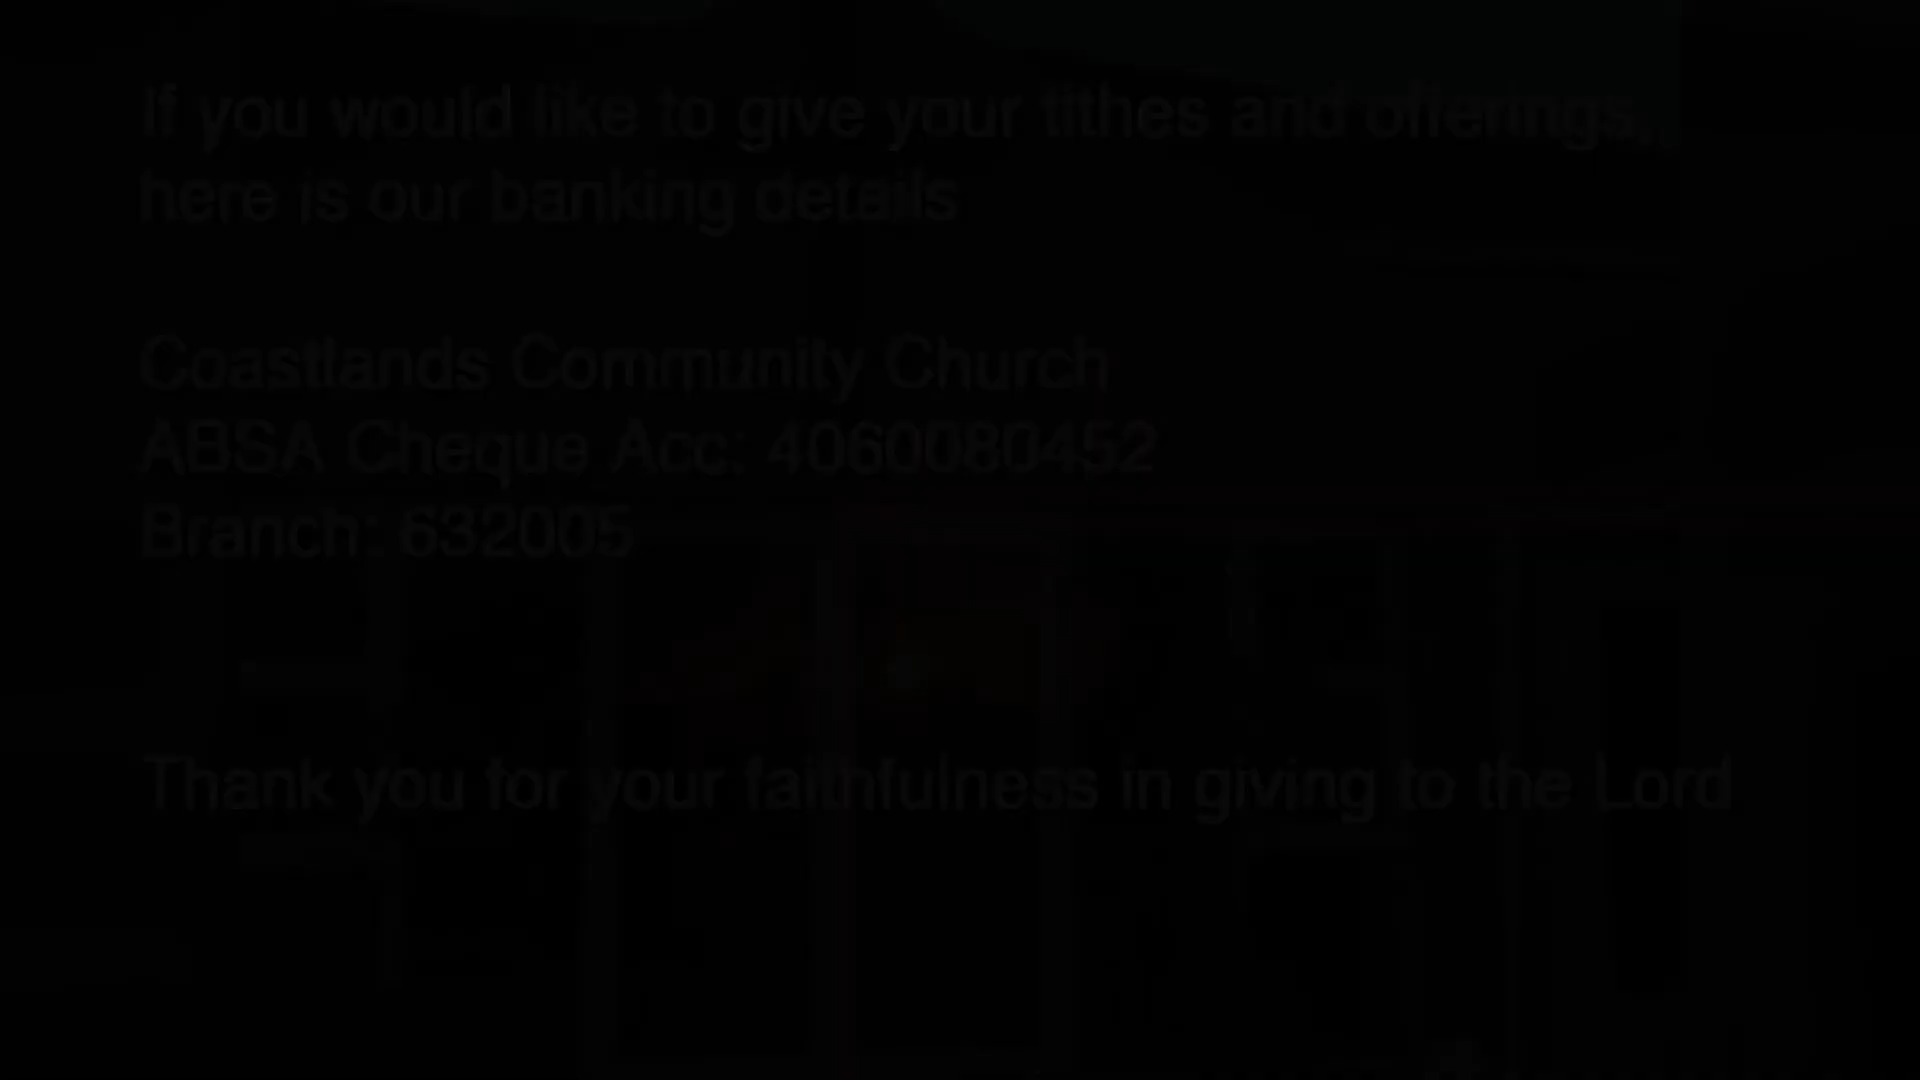 If you would like to give your tithes and offerings,
here is our banking details
Coastlands Community Church
ABSA Cheque Acc: 4060080452
Branch: 632005
Thank you for your faithfulness in giving to the Lord